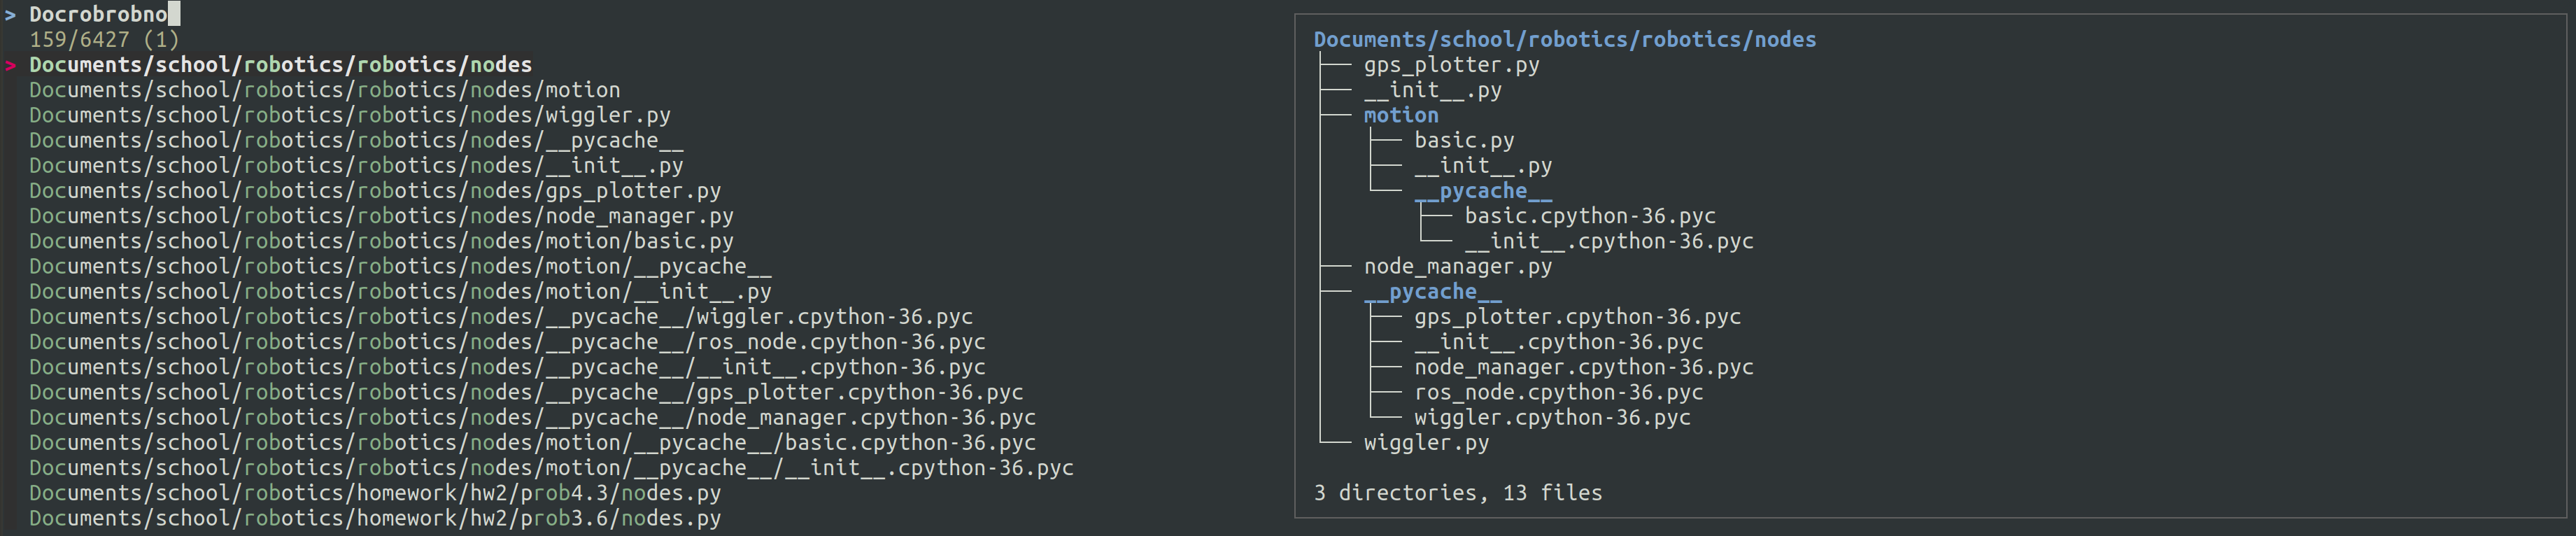 > Docrobrobno
159/6427 (1)
> Documents/school/robotics/robotics/nodes
Documents/school/robotics/robotics/nodes/motion
Documents/school/robotics/robotics/nodes/wiggler.py
Documents/school/robotics/robotics/nodes/__pycache__
Documents/school/robotics/robotics/nodes/__init__.py
Documents/school/robotics/robotics/nodes/gps_plotter.py
Documents/school/robotics/robotics/nodes/node_manager.py
Documents/school/robotics/robotics/nodes/motion/basic.py
Documents/school/robotics/robotics/nodes/motion/__pycache__
Documents/school/robotics/robotics/nodes/motion/__init__.py
Documents/school/robotics/robotics/nodes/__pycache__/wiggler.cpython-36.pyc
Documents/school/robotics/robotics/nodes/__pycache__/ros_node.cpython-36.pyc
Documents/school/robotics/robotics/nodes/__pycache__/__init__.cpython-36.pyc
Documents/school/robotics/robotics/nodes/__pycache__/gps_plotter.cpython-36.pyc
Documents/school/robotics/robotics/nodes/__pycache__/node_manager.cpython-36.pyc
Documents/school/robotics/robotics/nodes/motion/__pycache__/basic.cpython-36.pyc
Documents/school/robotics/robotics/nodes/motion/__pycache__/__init__.cpython-36.pyc
Documents/school/robotics/homework/hw2/prob4.3/nodes.py
Documents/school/robotics/homework/hw2/prob3.6/nodes.py
Documents/school/robotics/robotics/nodes
├── gps_plotter.py
├── __init__.py
├── motion
│   ├── basic.py
│   ├── __init__.py
│   └── __pycache__
│       ├── basic.cpython-36.pyc
│       └── __init__.cpython-36.pyc
├── node_manager.py
├── __pycache__
│   ├── gps_plotter.cpython-36.pyc
│   ├── __init__.cpython-36.pyc
│   ├── node_manager.cpython-36.pyc
│   ├── ros_node.cpython-36.pyc
│   └── wiggler.cpython-36.pyc
└── wiggler.py
3 directories, 13 files